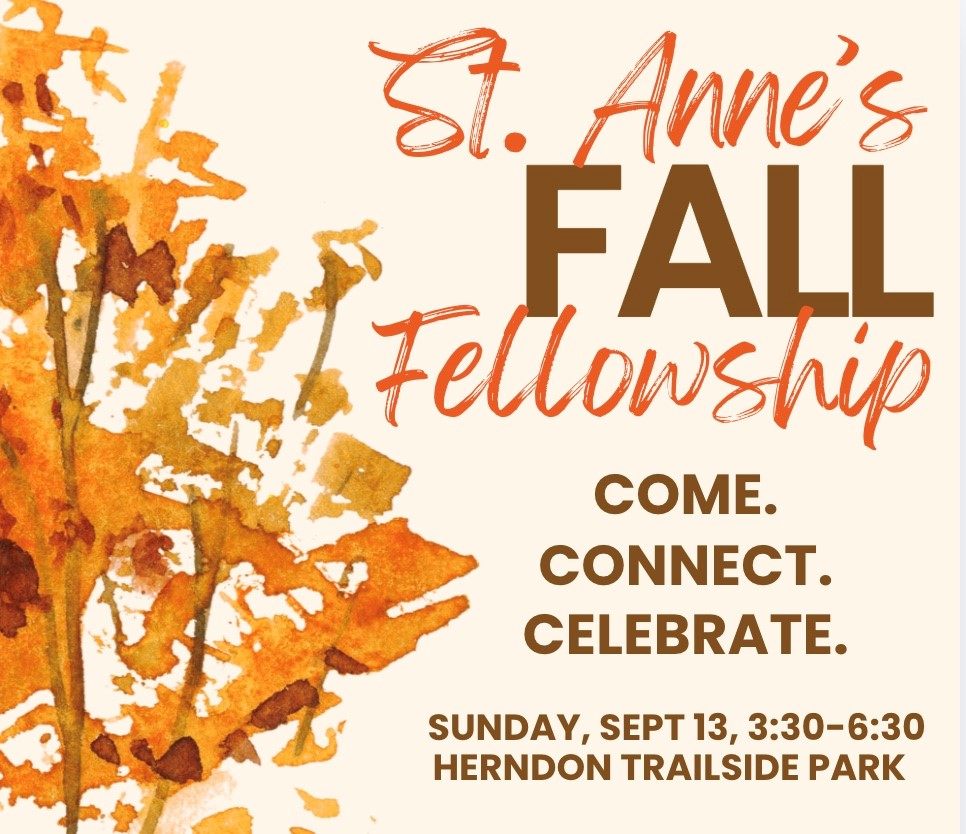 St. Anne's
FALL
Fellowship
COME.
CONNECT.
CELEBRATE.
SUNDAY, SEPT 13, 3:30-6:30
HERNDON TRAILSIDE PARK